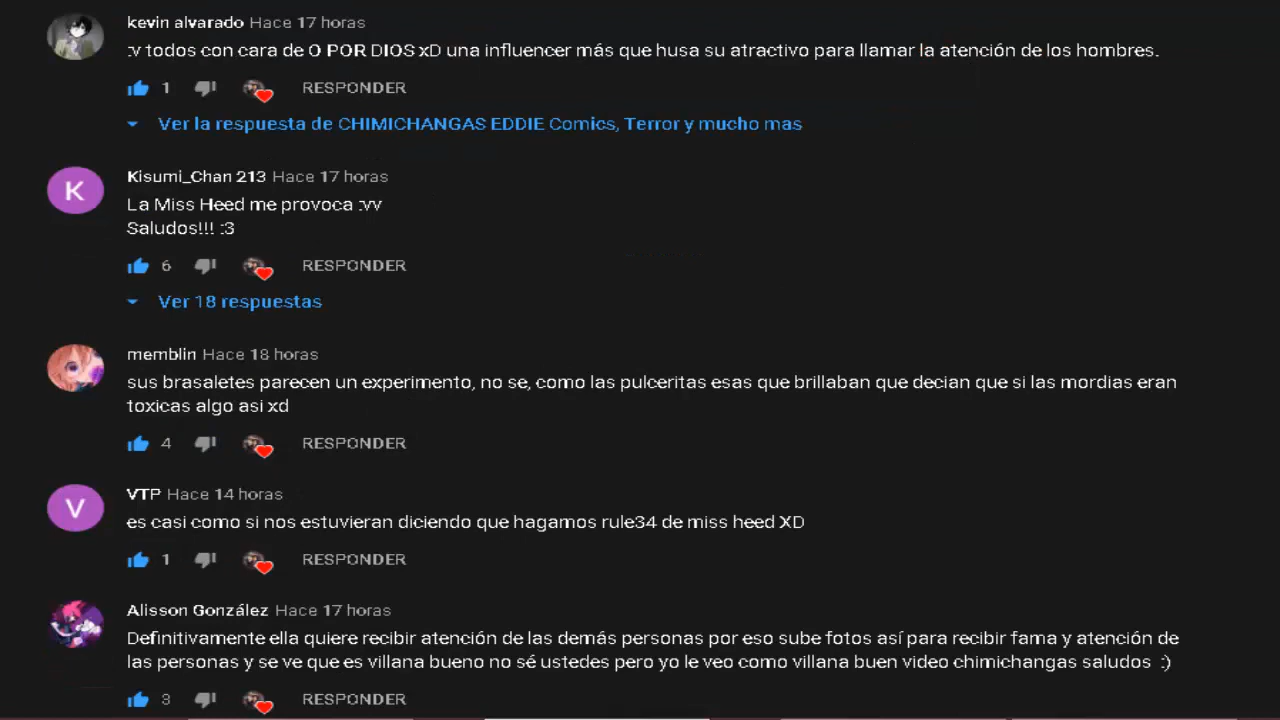 kevin alvarado Hace 17 horas
:v todos con cara de O POR DIOS xD una influencer más que husa su atractivo para llamar la atención de los hombres.
1 RESPONDER
Ver la respuesta de CHIMICHANGAS EDDIE Comics, Terror y mucho mas
K
Kisumi_Chan 213 Hace 17 horas
La Miss Heed me provoca :vv
Saludos!!! :3
6 RESPONDER
Ver 18 respuestas
memblin Hace 18 horas
sus brasaletes parecen un experimento, no se, como las pulceritas esas que brillaban que decian que si las mordias eran
toxicas algo asi xd
4 RESPONDER
V
VTP Hace 14 horas
es casi como si nos estuvieran diciendo que hagamos rule34 de miss heed XD
1 RESPONDER
Alisson González Hace 17 horas
Definitivamente ella quiere recibir atención de las demás personas por eso sube fotos así para recibir fama y atención de
las personas y se ve que es villana bueno no sé ustedes pero yo le veo como villana buen video chimichangas saludos :)
3 RESPONDER